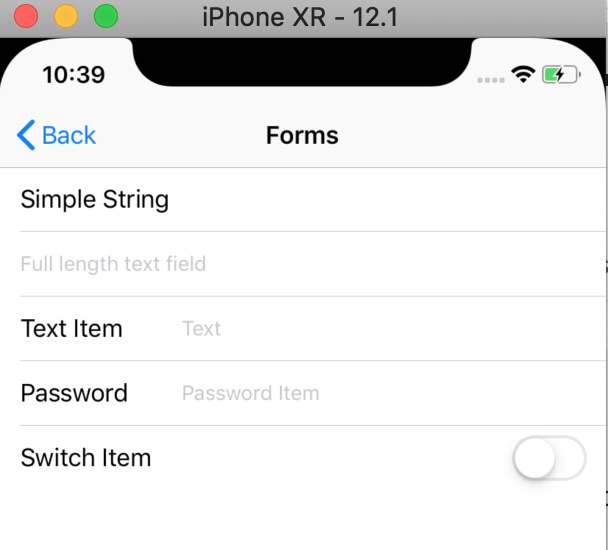 iPhone XR - 12.1
10:39
Back
Forms
Simple String
Full length text field
Text Item Text
Password Password Item
Switch Item